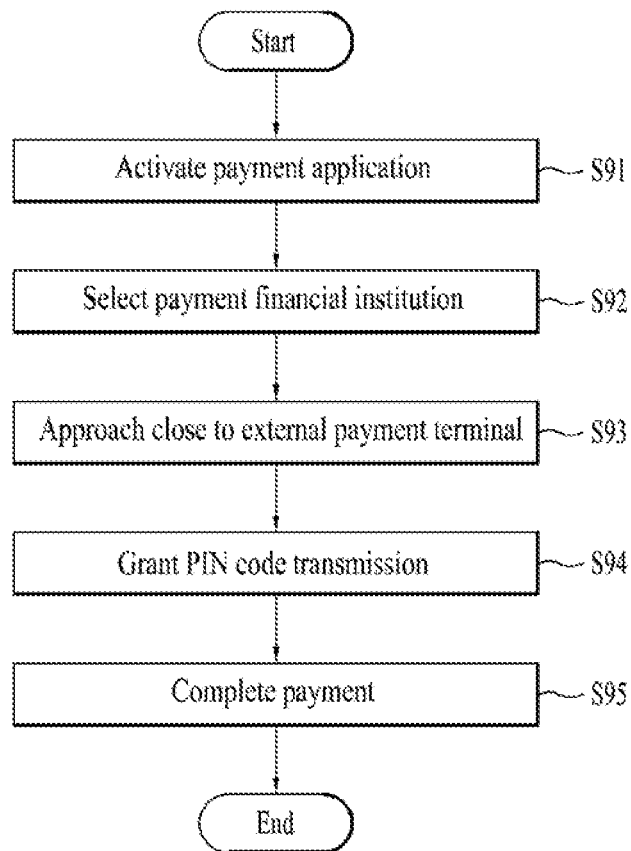 Start
Activate payment application
S91
Select payment financial institution
S92
Approach close to external payment terminal
S93
Grant PIN code transmission
S94
Complete payment
S95
End